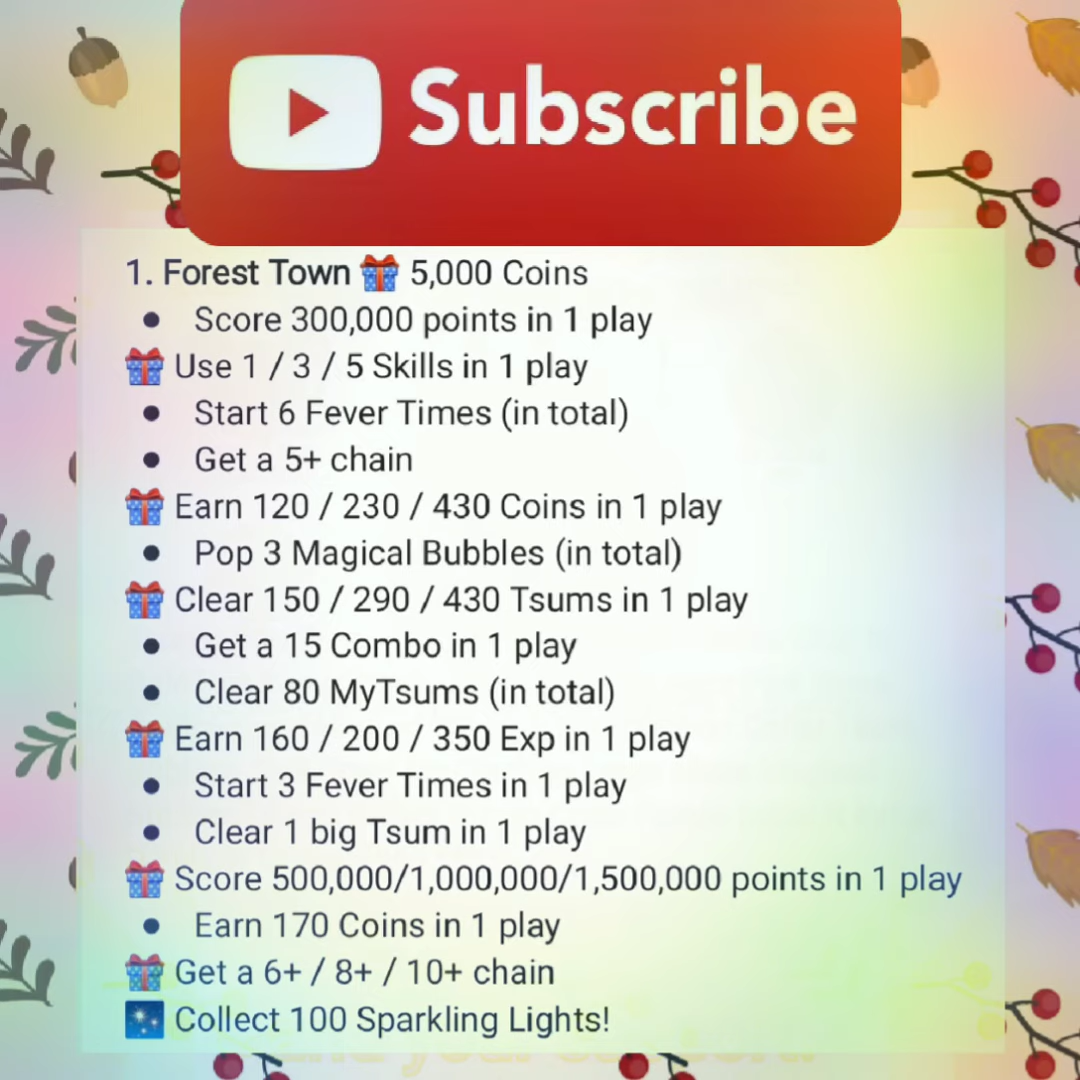 Subscribe
1. Forest Town 🎁 5,000 Coins
• Score 300,000 points in 1 play
🎁 Use 1 / 3 / 5 Skills in 1 play
• Start 6 Fever Times (in total)
• Get a 5+ chain
🎁 Earn 120 / 230 / 430 Coins in 1 play
• Pop 3 Magical Bubbles (in total)
🎁 Clear 150 / 290 / 430 Tsums in 1 play
• Get a 15 Combo in 1 play
• Clear 80 MyTsums (in total)
🎁 Earn 160 / 200 / 350 Exp in 1 play
• Start 3 Fever Times in 1 play
• Clear 1 big Tsum in 1 play
🎁 Score 500,000/1,000,000/1,500,000 points in 1 play
• Earn 170 Coins in 1 play
🎁 Get a 6+ / 8+ / 10+ chain
🌌 Collect 100 Sparkling Lights!